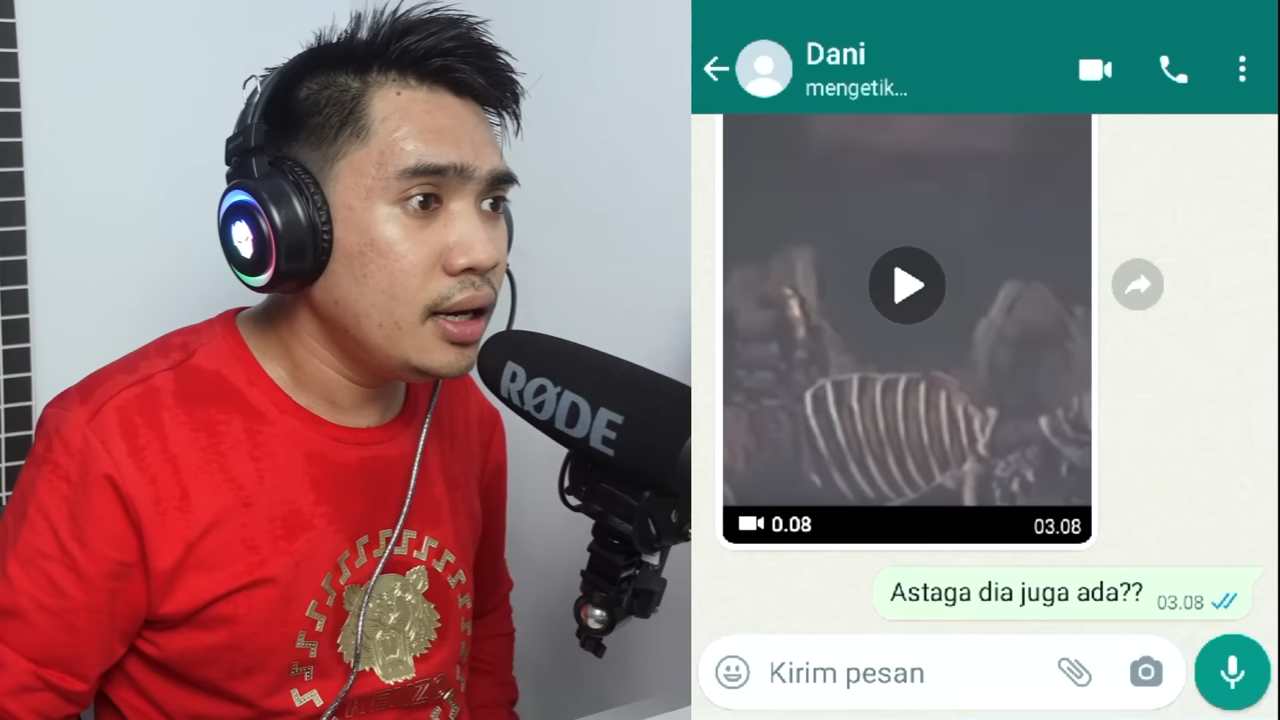 RØDE
Dani
mengetik...
0.08
03.08
Astaga dia juga ada??
03.08
Kirim pesan